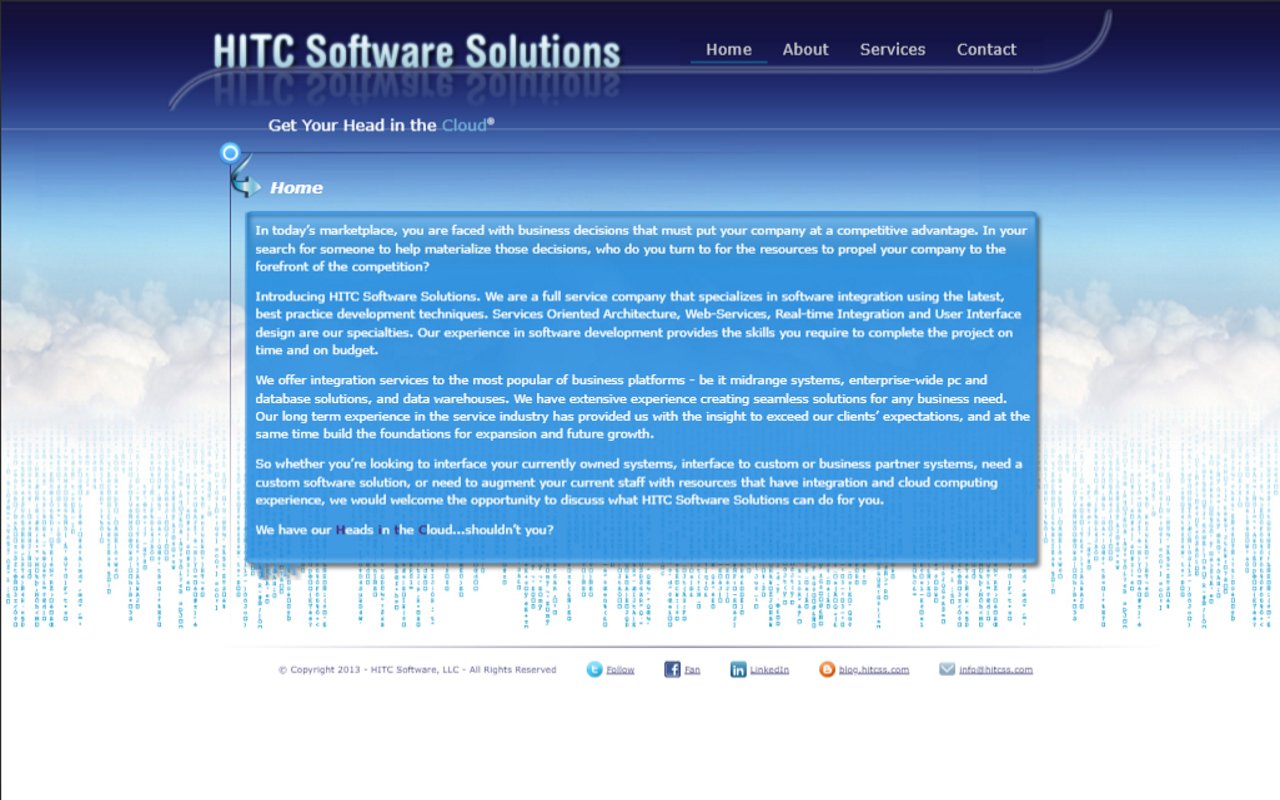 HITC Software Solutions
Home About Services Contact
Get Your Head in the Cloud®
Home
In today’s marketplace, you are faced with business decisions that must put your company at a competitive advantage. In your
search for someone to help materialize those decisions, who do you turn to for the resources to propel your company to the
forefront of the competition?
Introducing HITC Software Solutions. We are a full service company that specializes in software integration using the latest,
best practice development techniques. Services Oriented Architecture, Web-Services, Real-time Integration and User Interface
design are our specialties. Our experience in software development provides the skills you require to complete the project on
time and on budget.
We offer integration services to the most popular of business platforms - be it midrange systems, enterprise-wide pc and
database solutions, and data warehouses. We have extensive experience creating seamless solutions for any business need.
Our long term experience in the service industry has provided us with the insight to exceed our clients’ expectations, and at the
same time build the foundations for expansion and future growth.
So whether you’re looking to interface your currently owned systems, interface to custom or business partner systems, need a
custom software solution, or need to augment your current staff with resources that have integration and cloud computing
experience, we would welcome the opportunity to discuss what HITC Software Solutions can do for you.
We have our Heads in the Cloud...shouldn’t you?
© Copyright 2013 - HITC Software, LLC - All Rights Reserved Follow Fan LinkedIn blog.hitcss.com info@hitcss.com